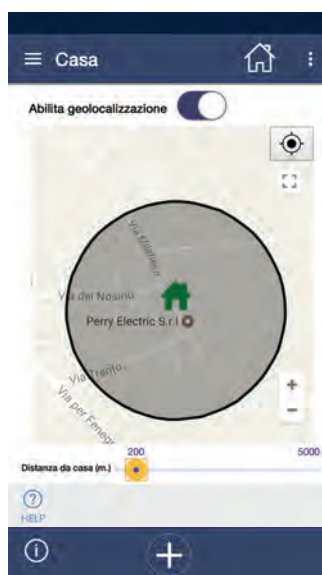 Casa
Abilita geolocalizzazione
Via del Nosinu
Perry Electric S.r.l
Via Trento
Via per Fenegr
200
5000
Distanza da casa (m.)
HELP